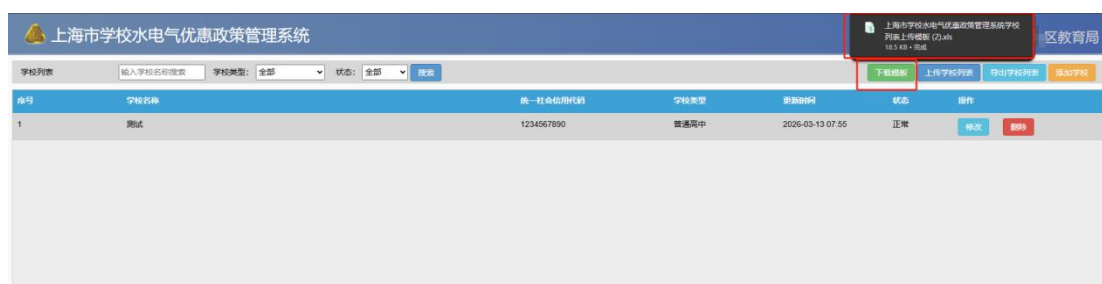 上海市学校水电气优惠政策管理系统
上海市学校水电气优惠政策管理系统学校
列表上传模板 (2).xls
18.5 KB • 完成
区教育局
学校列表 输入学校名称搜索 学校类型: 全部 状态: 全部 搜索 下载模板 上传学校列表 导出学校列表 添加学校
序号 学校名称 统一社会信用代码 学校类型 更新时间 状态 操作
1 测试 1234567890 普通高中 2026-03-13 07:55 正常 修改 删除